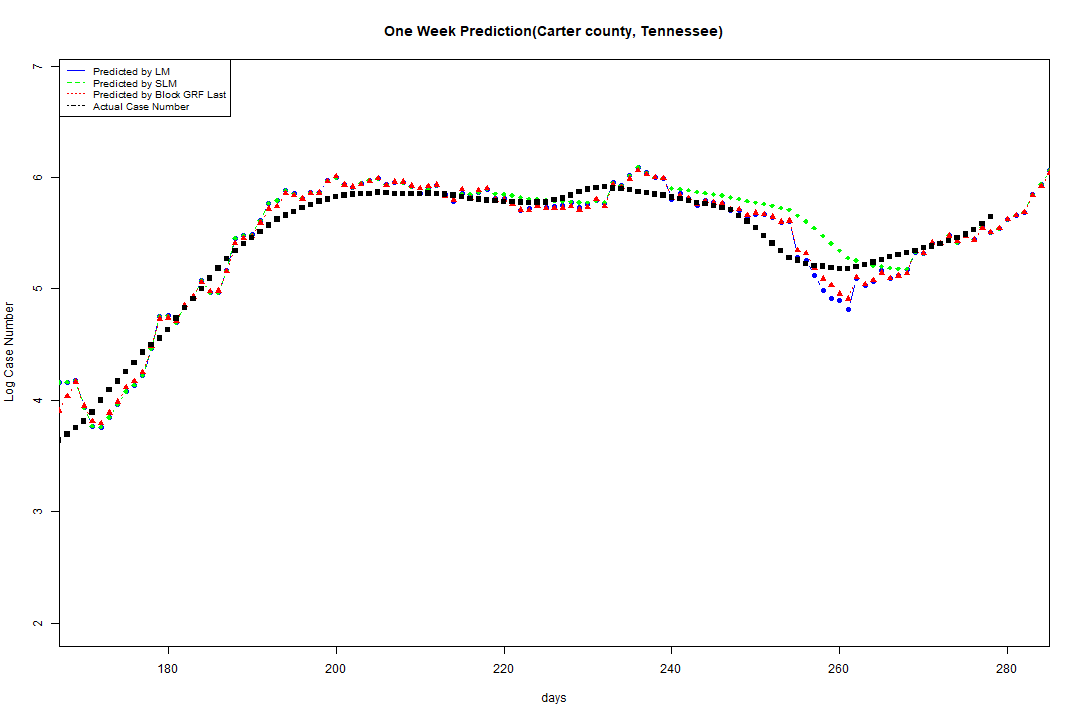 One Week Prediction(Carter county, Tennessee)
Predicted by LM
Predicted by SLM
Predicted by Block GRF Last
Actual Case Number
7
6
5
4
3
2
Log Case Number
180 200 220 240 260 280
days